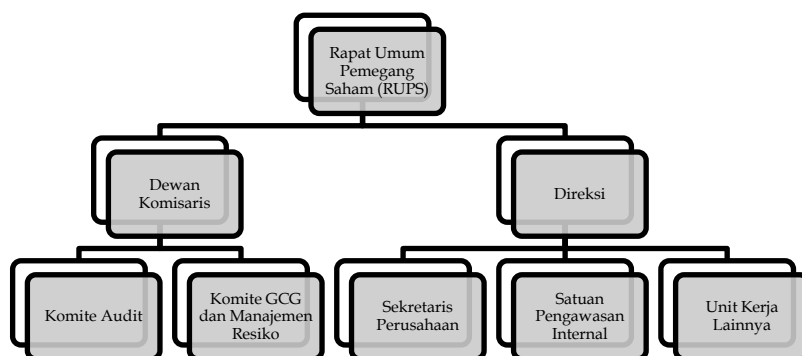 Rapat Umum
Pemegang
Saham (RUPS)
Dewan
Komisaris
Direksi
Komite Audit
Komite GCG
dan Manajemen
Resiko
Sekretaris
Perusahaan
Satuan
Pengawasan
Internal
Unit Kerja
Lainnya